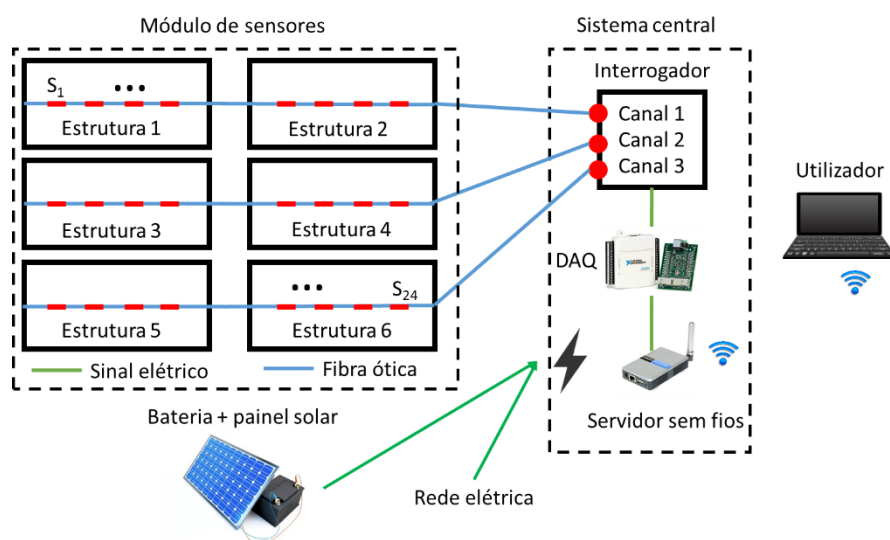 Módulo de sensores
Sistema central
S1
...
Estrutura 1
Estrutura 2
Estrutura 3
Estrutura 4
Estrutura 5
...
S24
Estrutura 6
Sinal elétrico
Fibra ótica
Interrogador
Canal 1
Canal 2
Canal 3
DAQ
Servidor sem fios
Utilizador
Bateria + painel solar
Rede elétrica